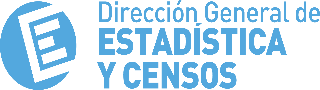 E
Dirección General de
ESTADÍSTICA
Y CENSOS